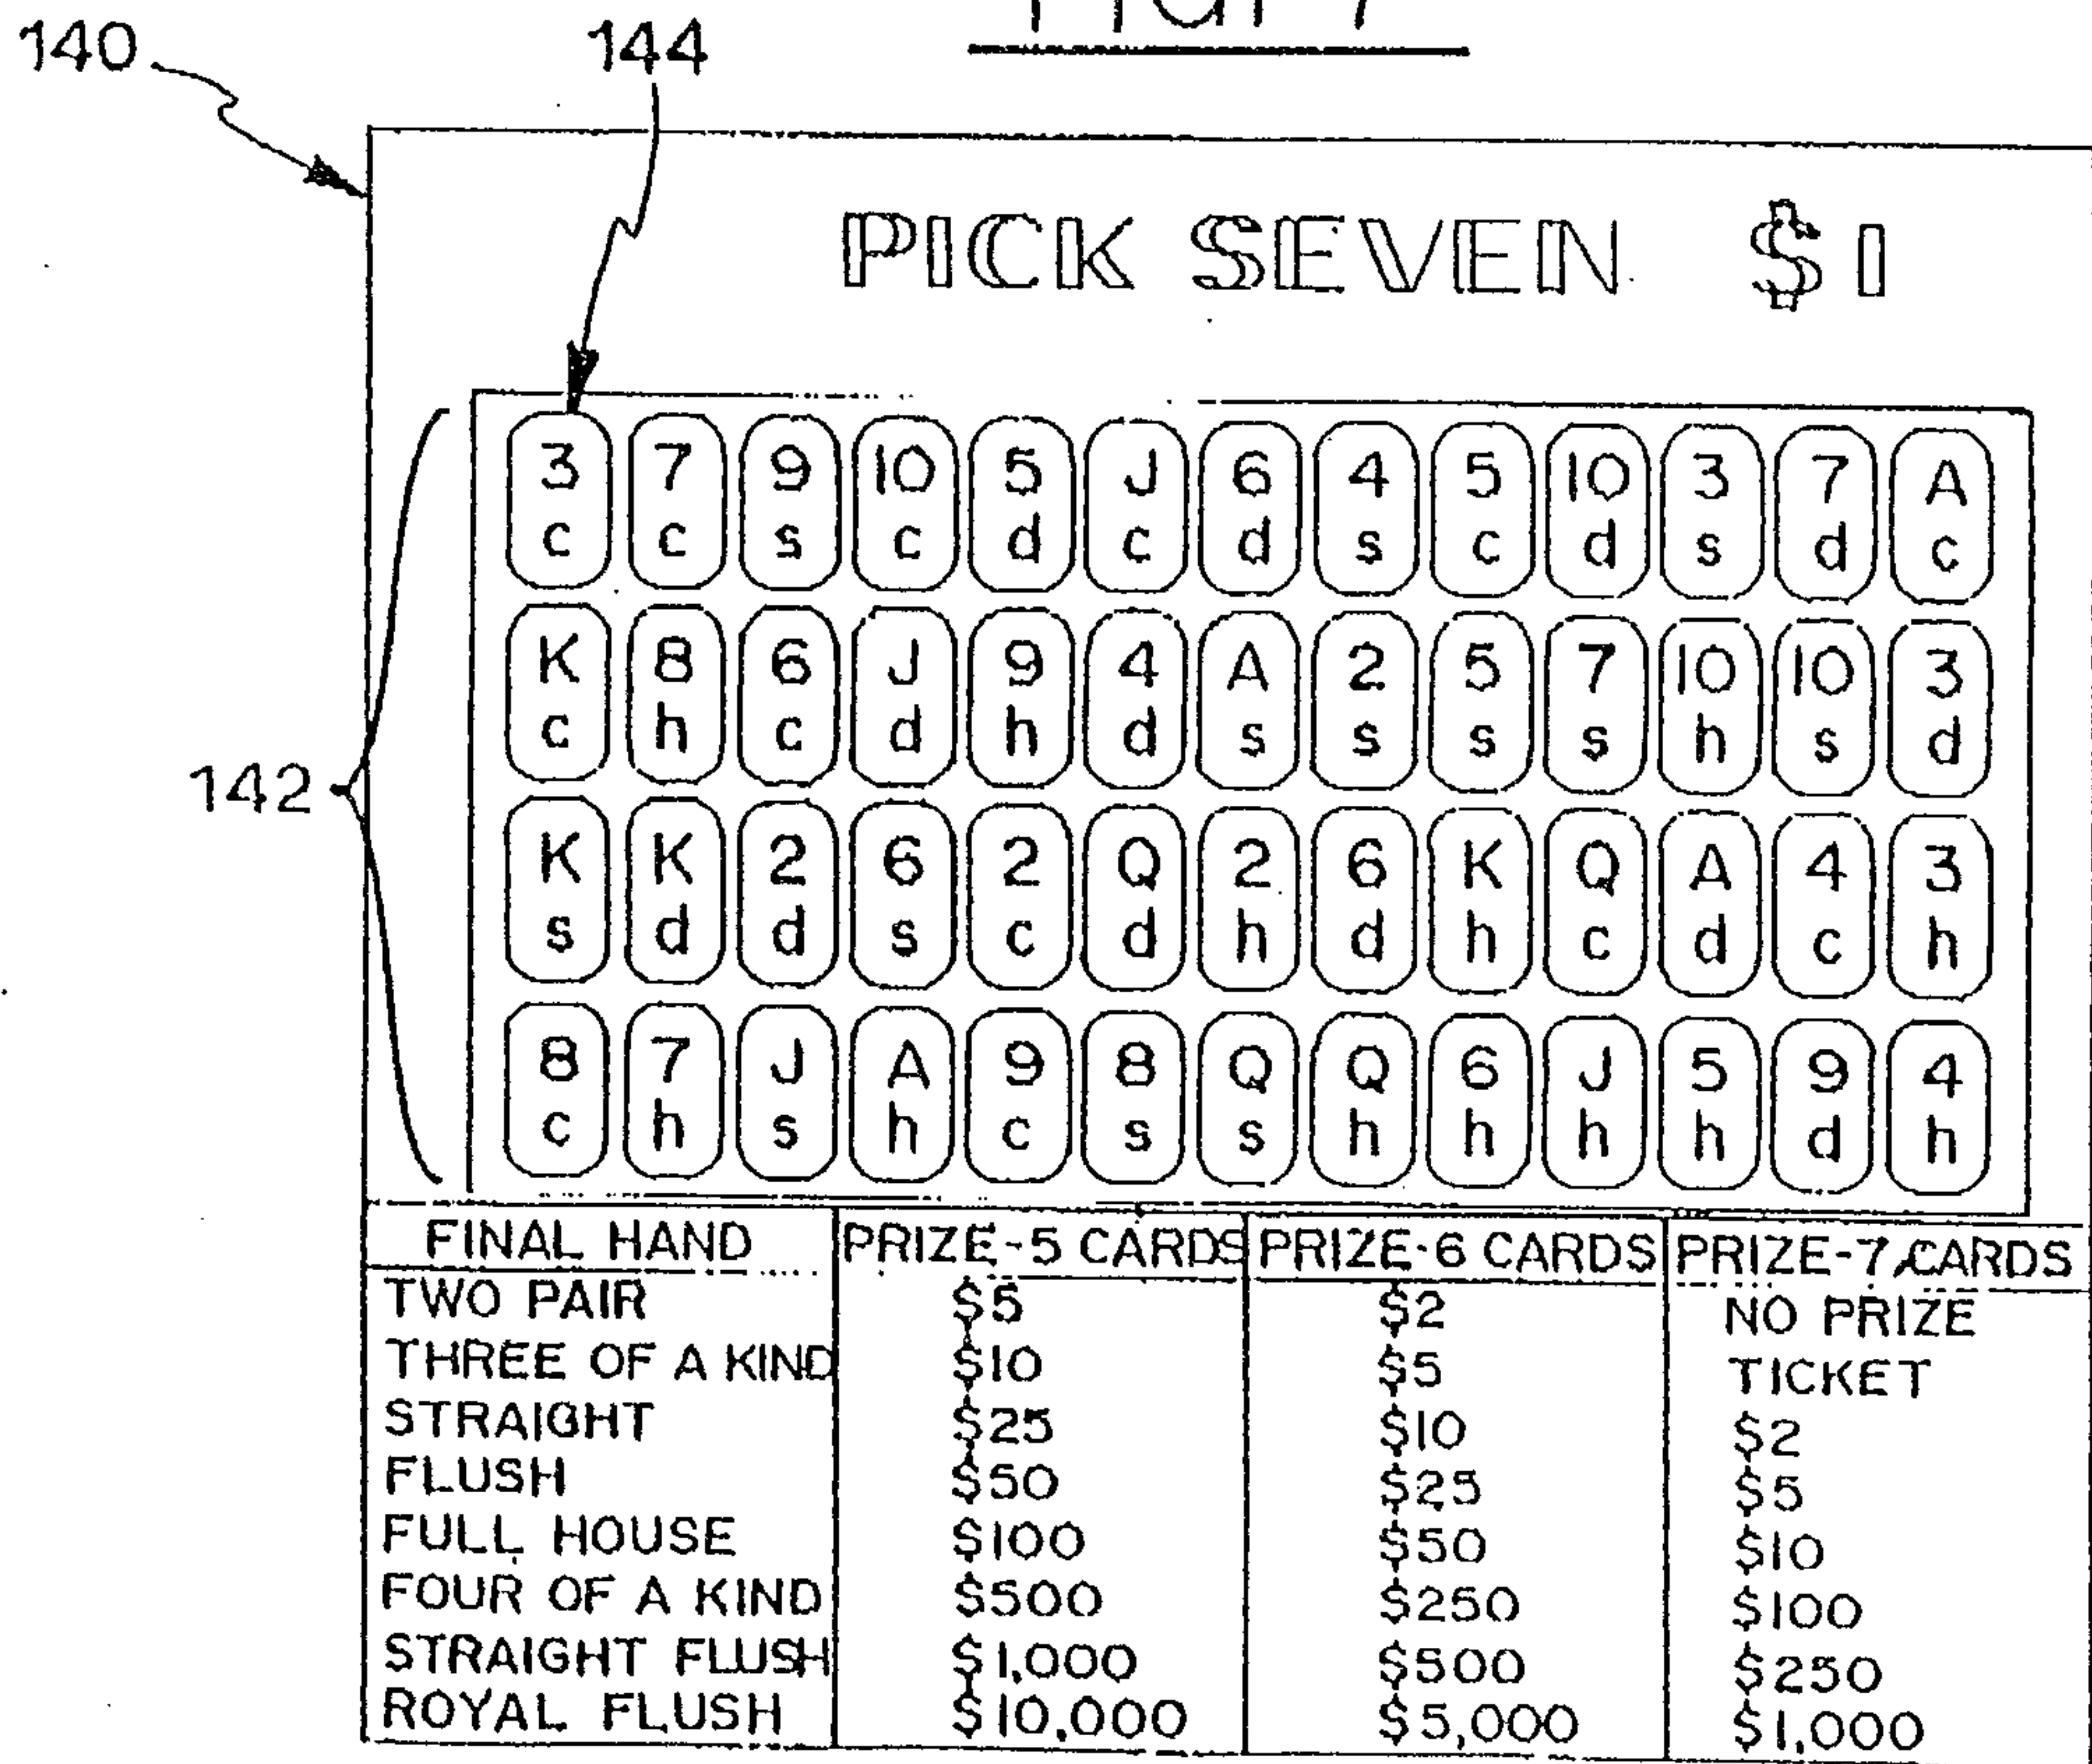 140 144
PICK SEVEN $1
3 7 9 10 5 J 6 4 5 10 3 7 A
c c s c d c d s c d s d c
K 8 6 J 9 4 A 2 5 7 10 10 3
c h c d h d s s s s h s d
142
K K 2 6 2 Q 2 6 K Q A 4 3
s d d s c d h d h c d c h
8 7 J A 9 8 Q Q 6 J 5 9 4
c h s h c s s h h h h d h
FINAL HAND PRIZE-5 CARDS PRIZE-6 CARDS PRIZE-7 CARDS
TWO PAIR $5 $2 NO PRIZE
THREE OF A KIND $10 $5 TICKET
STRAIGHT $25 $10 $2
FLUSH $50 $25 $5
FULL HOUSE $100 $50 $10
FOUR OF A KIND $500 $250 $100
STRAIGHT FLUSH $1,000 $500 $250
ROYAL FLUSH $10,000 $5,000 $1,000